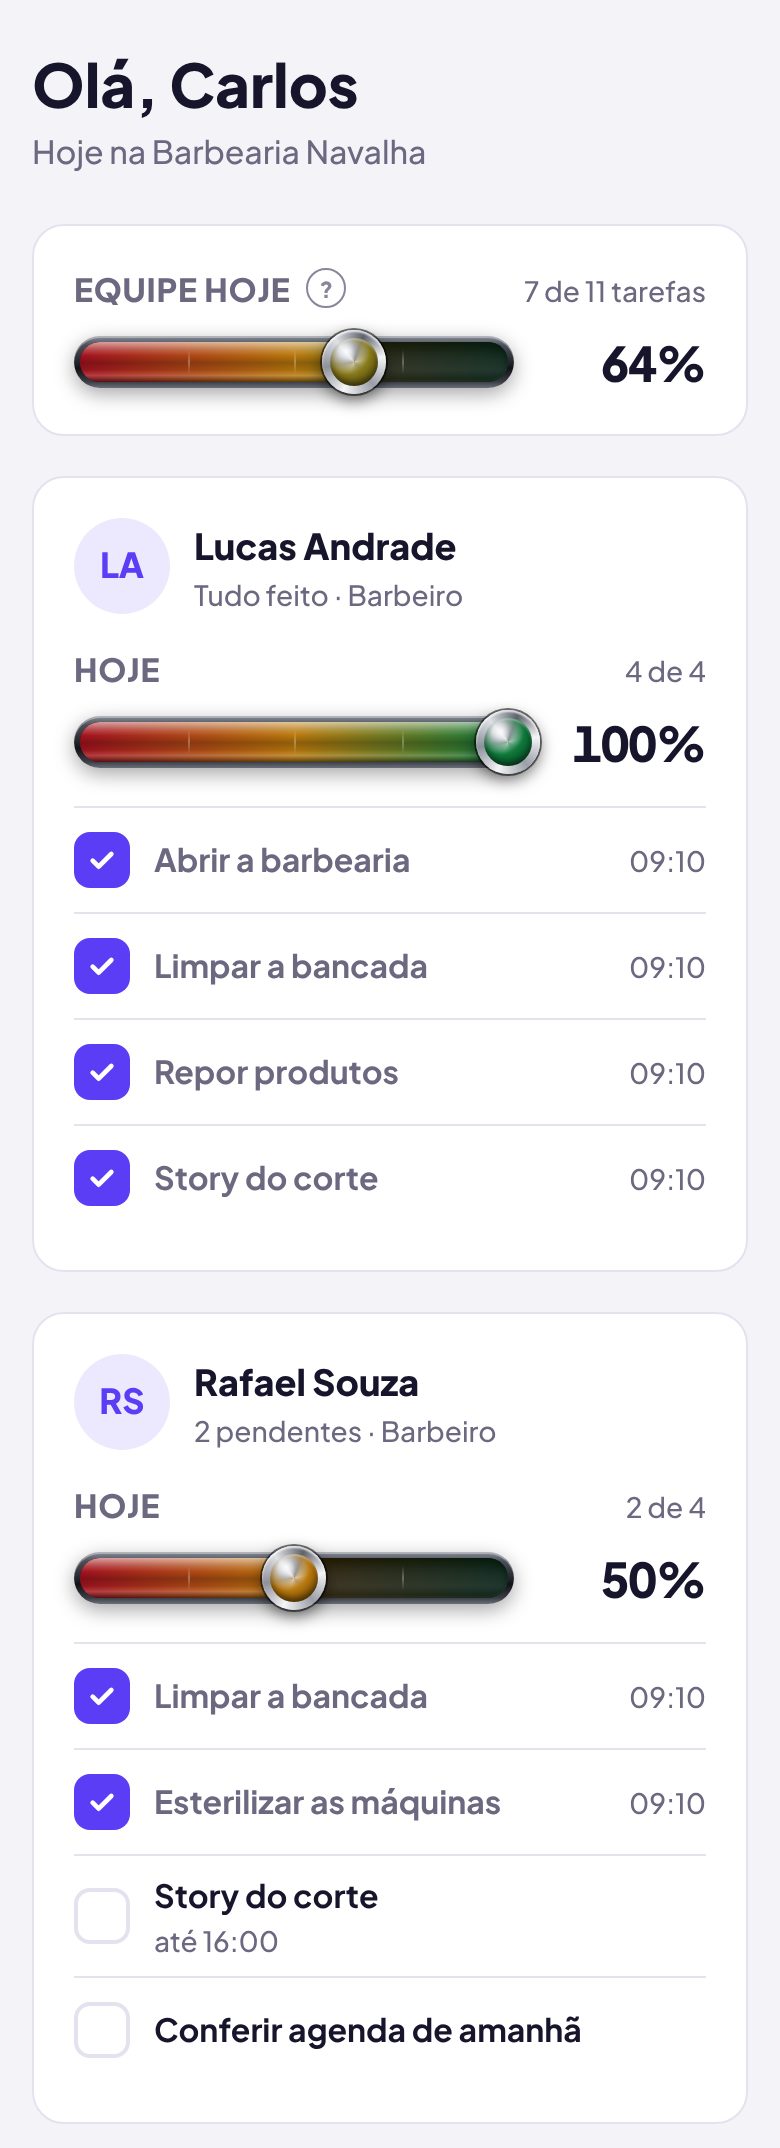 Olá, Carlos
Hoje na Barbearia Navalha
EQUIPE HOJE ? 7 de 11 tarefas
64%
LA Lucas Andrade
Tudo feito · Barbeiro
HOJE 4 de 4
100%
Abrir a barbearia 09:10
Limpar a bancada 09:10
Repor produtos 09:10
Story do corte 09:10
RS Rafael Souza
2 pendentes · Barbeiro
HOJE 2 de 4
50%
Limpar a bancada 09:10
Esterilizar as máquinas 09:10
Story do corte
até 16:00
Conferir agenda de amanhã